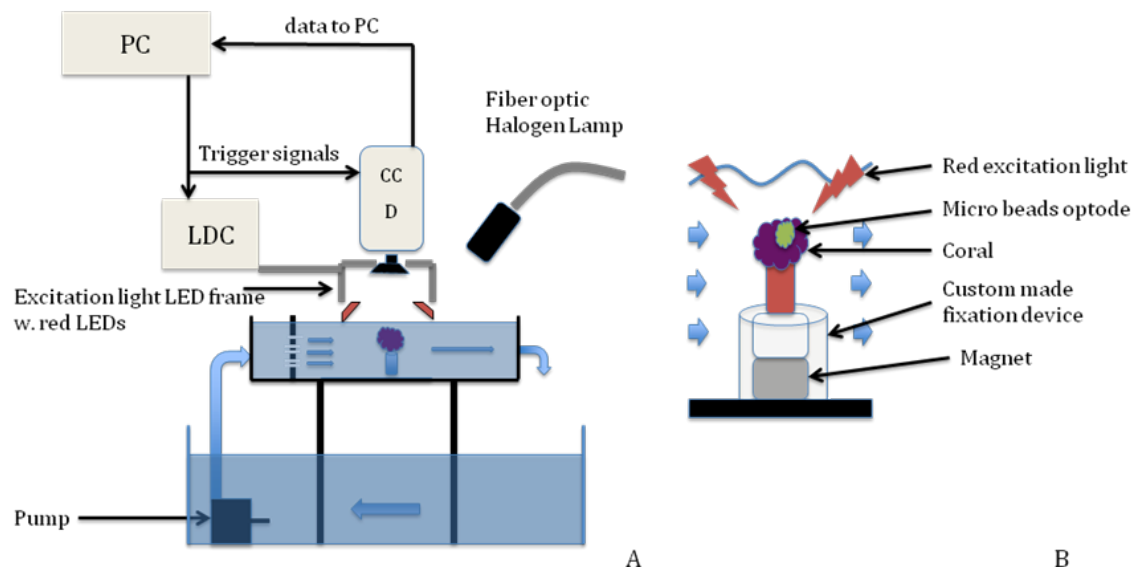 data to PC
PC
Fiber optic
Halogen Lamp
Trigger signals
CC
D
LDC
Excitation light LED frame
w. red LEDs
Pump
A
Red excitation light
Micro beads optode
Coral
Custom made
fixation device
Magnet
B